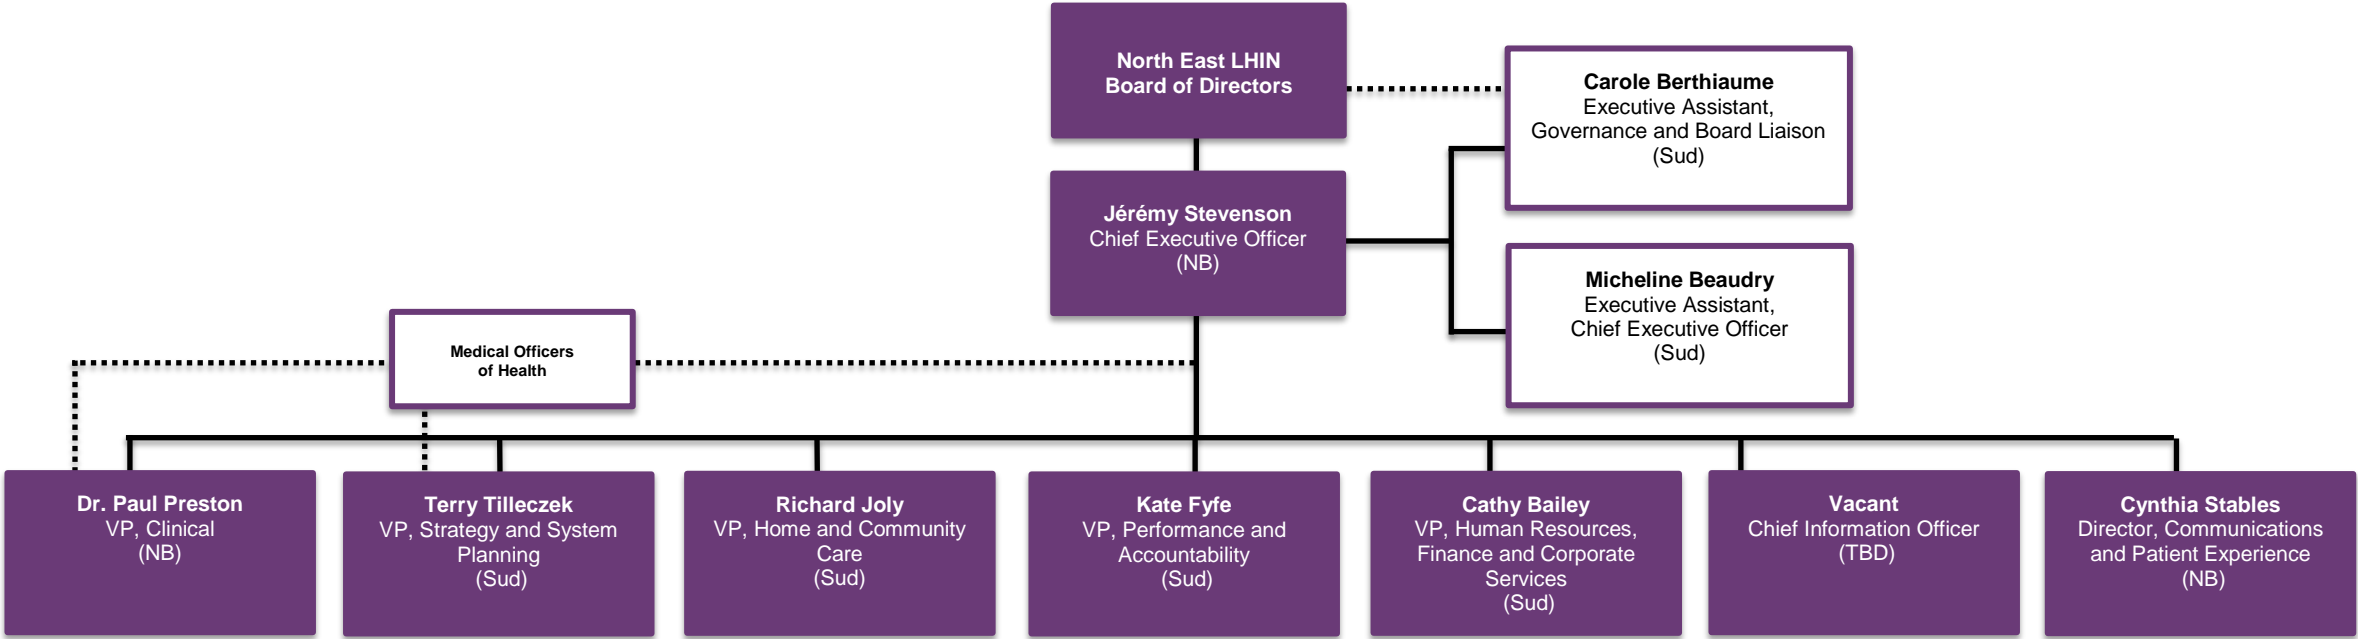 North East LHIN
Board of Directors
Carole Berthiaume
Executive Assistant,
Governance and Board Liaison
(Sud)
Jérémy Stevenson
Chief Executive Officer
(NB)
Micheline Beaudry
Executive Assistant,
Chief Executive Officer
(Sud)
Medical Officers
of Health
Dr. Paul Preston
VP, Clinical
(NB)
Terry Tilleczek
VP, Strategy and System
Planning
(Sud)
Richard Joly
VP, Home and Community
Care
(Sud)
Kate Fyfe
VP, Performance and
Accountability
(Sud)
Cathy Bailey
VP, Human Resources,
Finance and Corporate
Services
(Sud)
Vacant
Chief Information Officer
(TBD)
Cynthia Stables
Director, Communications
and Patient Experience
(NB)